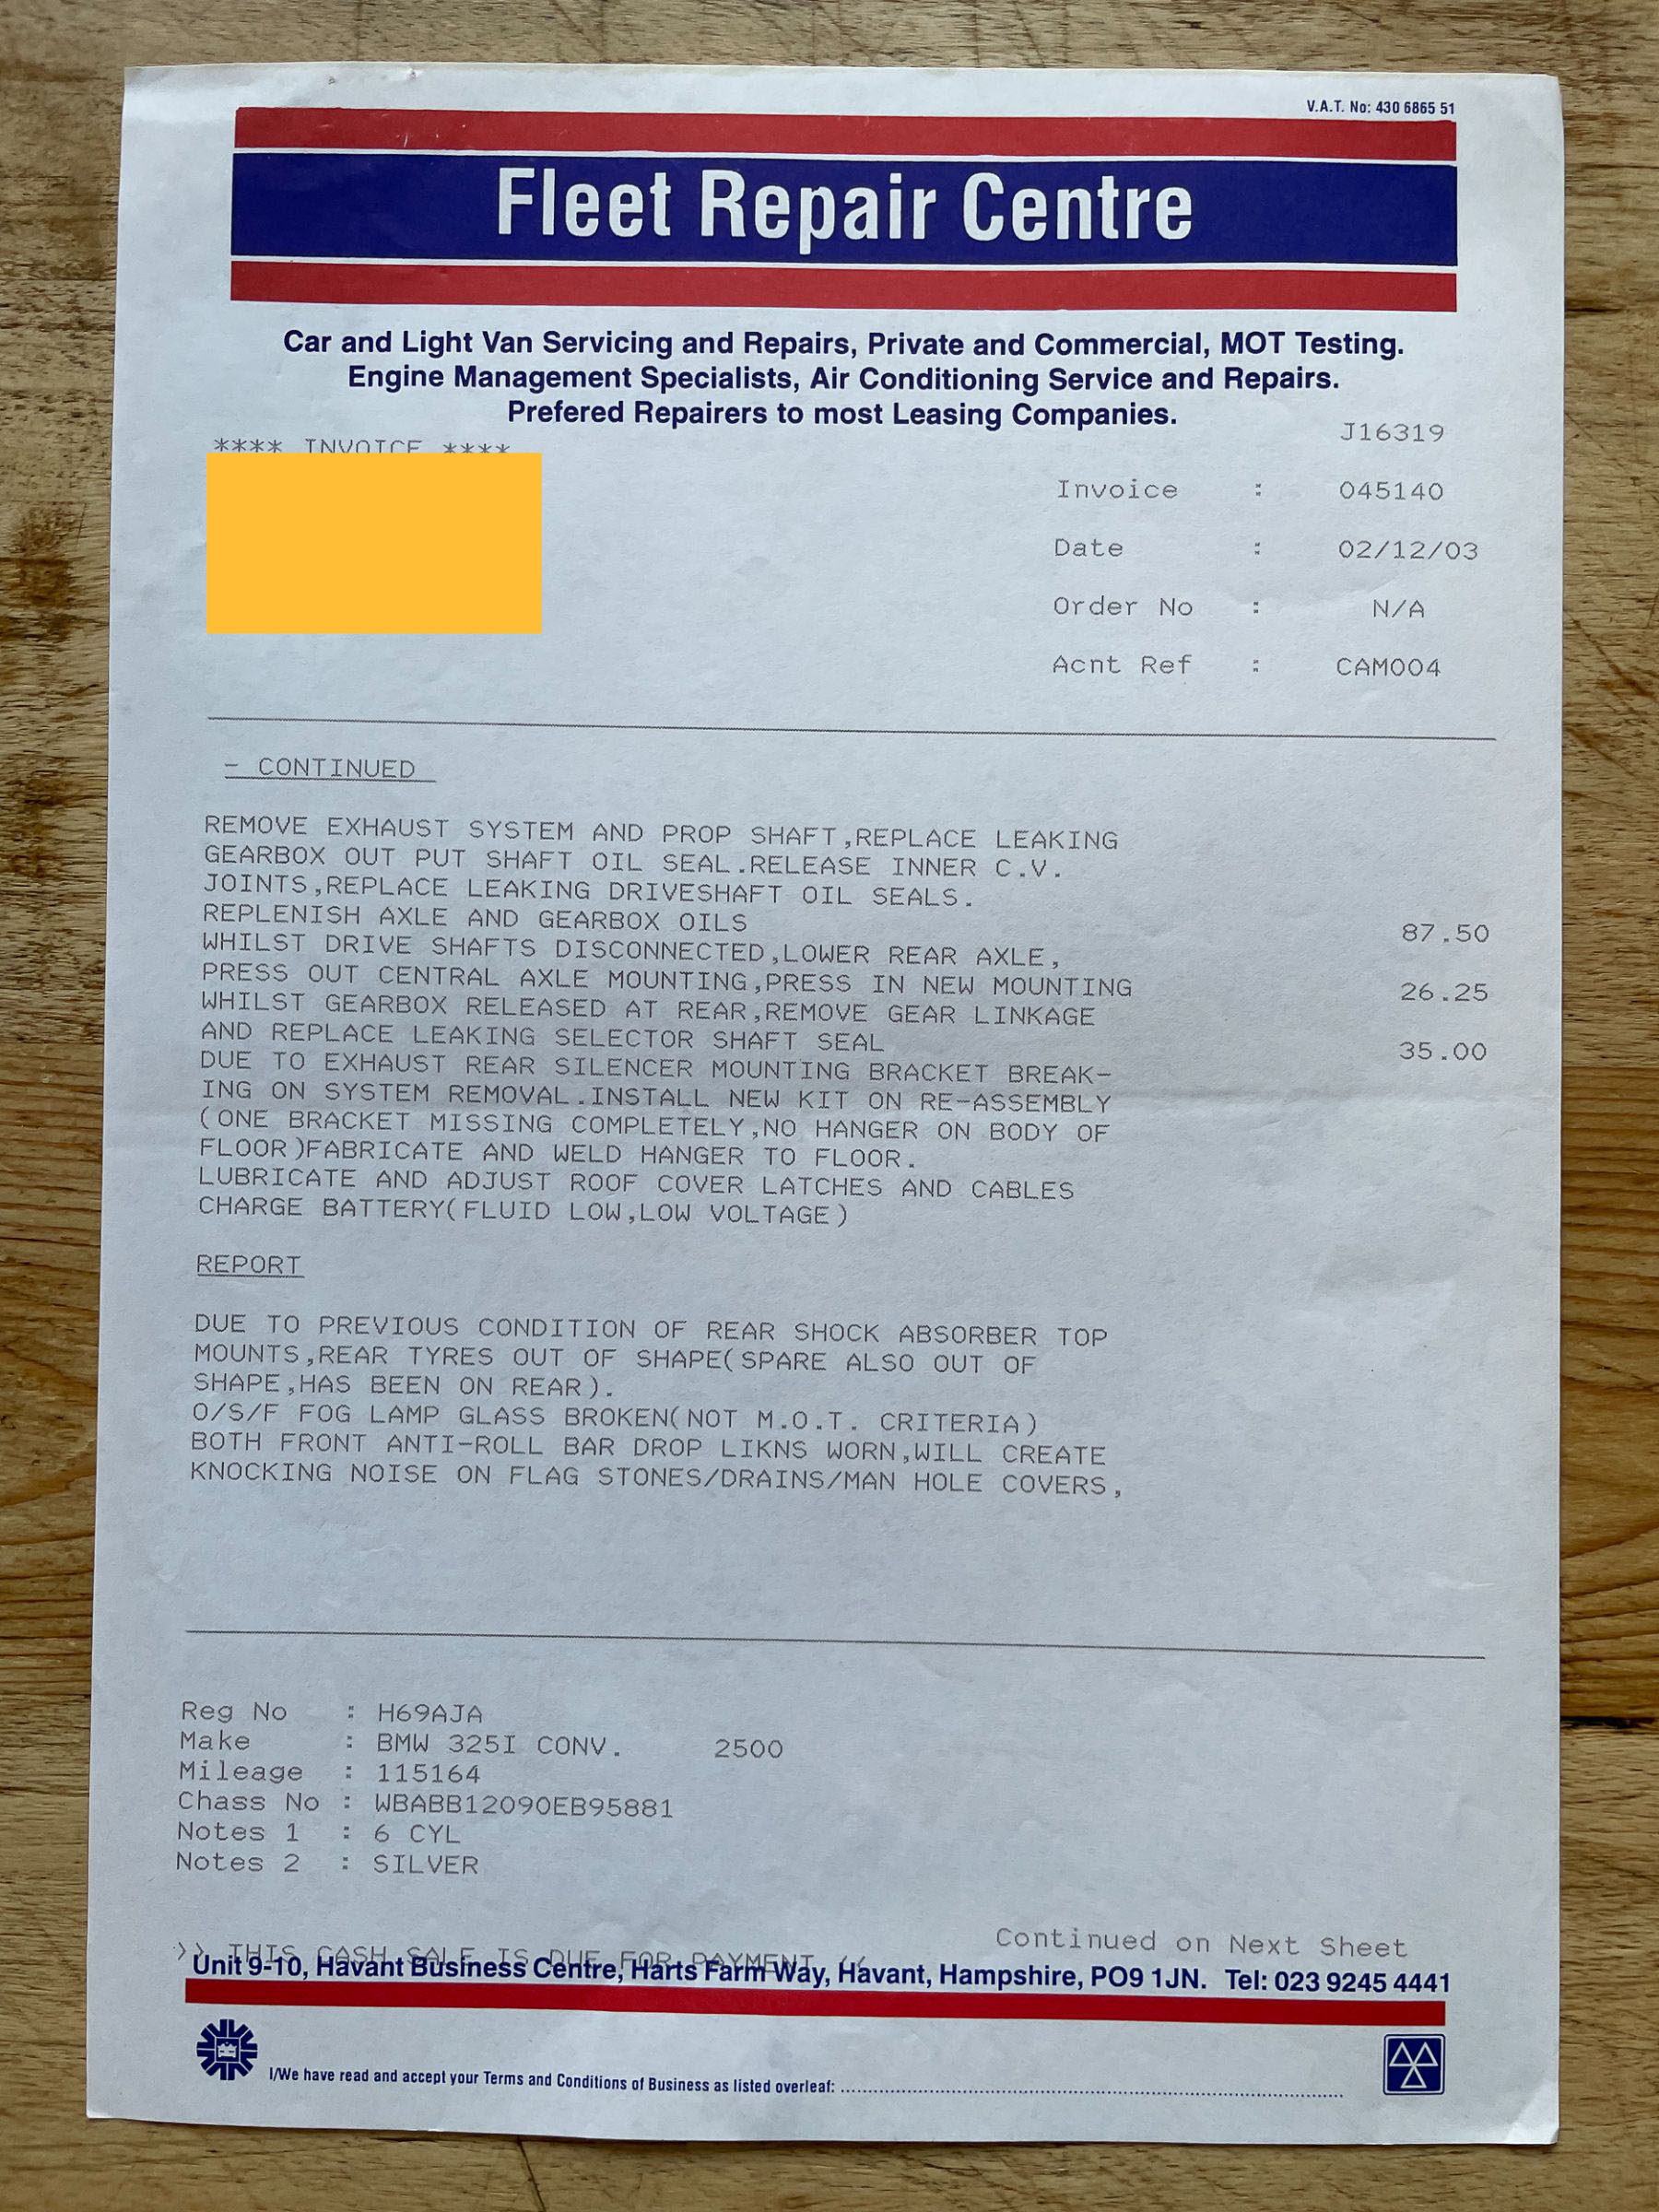 V.A.T. No: 430 6865 51
Fleet Repair Centre
Car and Light Van Servicing and Repairs, Private and Commercial, MOT Testing.
Engine Management Specialists, Air Conditioning Service and Repairs.
Prefered Repairers to most Leasing Companies.
J16319
**** INVOICE ****
Invoice : 045140
Date : 02/12/03
Order No : N/A
Acnt Ref : CAM004
- CONTINUED
REMOVE EXHAUST SYSTEM AND PROP SHAFT,REPLACE LEAKING
GEARBOX OUT PUT SHAFT OIL SEAL.RELEASE INNER C.V.
JOINTS,REPLACE LEAKING DRIVESHAFT OIL SEALS.
REPLENISH AXLE AND GEARBOX OILS 87.50
WHILST DRIVE SHAFTS DISCONNECTED,LOWER REAR AXLE,
PRESS OUT CENTRAL AXLE MOUNTING,PRESS IN NEW MOUNTING 26.25
WHILST GEARBOX RELEASED AT REAR,REMOVE GEAR LINKAGE
AND REPLACE LEAKING SELECTOR SHAFT SEAL 35.00
DUE TO EXHAUST REAR SILENCER MOUNTING BRACKET BREAK-
ING ON SYSTEM REMOVAL.INSTALL NEW KIT ON RE-ASSEMBLY
(ONE BRACKET MISSING COMPLETELY,NO HANGER ON BODY OF
FLOOR)FABRICATE AND WELD HANGER TO FLOOR.
LUBRICATE AND ADJUST ROOF COVER LATCHES AND CABLES
CHARGE BATTERY(FLUID LOW,LOW VOLTAGE)
REPORT
DUE TO PREVIOUS CONDITION OF REAR SHOCK ABSORBER TOP
MOUNTS,REAR TYRES OUT OF SHAPE(SPARE ALSO OUT OF
SHAPE,HAS BEEN ON REAR).
O/S/F FOG LAMP GLASS BROKEN(NOT M.O.T. CRITERIA)
BOTH FRONT ANTI-ROLL BAR DROP LIKNS WORN,WILL CREATE
KNOCKING NOISE ON FLAG STONES/DRAINS/MAN HOLE COVERS,
Reg No : H69AJA
Make : BMW 325I CONV. 2500
Mileage : 115164
Chass No : WBABB12090EB95881
Notes 1 : 6 CYL
Notes 2 : SILVER
Continued on Next Sheet
>> THIS CASH SALE IS DUE FOR PAYMENT <<
Unit 9-10, Havant Business Centre, Harts Farm Way, Havant, Hampshire, PO9 1JN. Tel: 023 9245 4441
I/We have read and accept your Terms and Conditions of Business as listed overleaf: